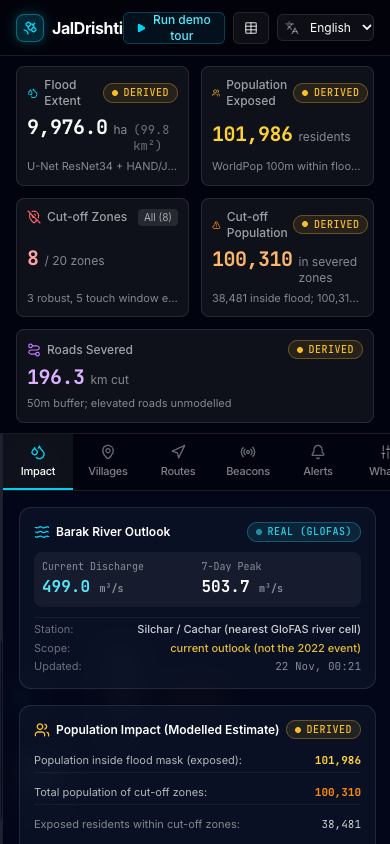 JalDrishti
Run demo
tour
English
Flood
Extent
DERIVED
9,976.0 ha (99.8
km²)
U-Net ResNet34 + HAND/J...
Population
Exposed
DERIVED
101,986 residents
WorldPop 100m within floo...
Cut-off Zones
All (8)
8 / 20 zones
3 robust, 5 touch window e...
Cut-off
Population
DERIVED
100,310 in severed
zones
38,481 inside flood; 100,31...
Roads Severed
DERIVED
196.3 km cut
50m buffer; elevated roads unmodelled
Impact
Villages
Routes
Beacons
Alerts
Barak River Outlook
REAL (GLOFAS)
Current Discharge
499.0 m³/s
7-Day Peak
503.7 m³/s
Station: Silchar / Cachar (nearest GloFAS river cell)
Scope: current outlook (not the 2022 event)
Updated: 22 Nov, 00:21
Population Impact (Modelled Estimate)
DERIVED
Population inside flood mask (exposed): 101,986
Total population of cut-off zones: 100,310
Exposed residents within cut-off zones: 38,481